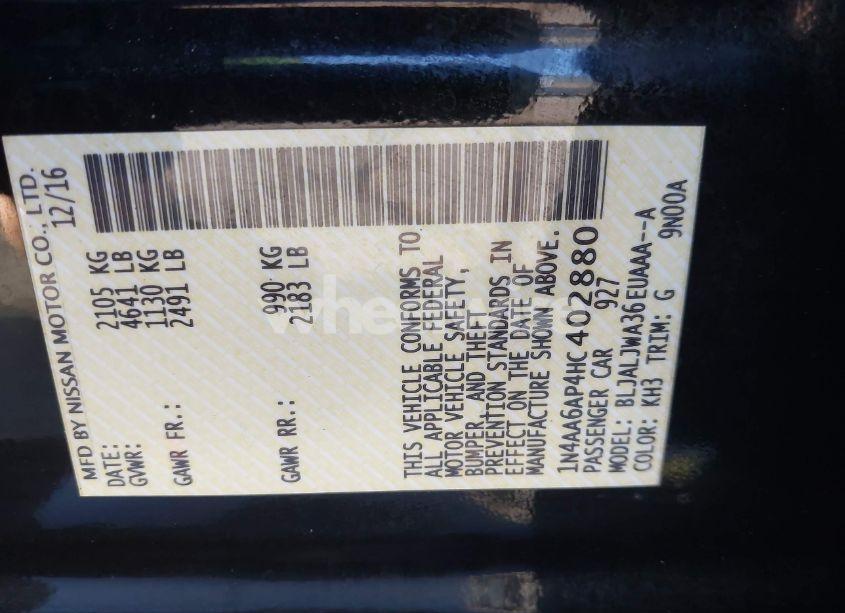 MFD BY NISSAN MOTOR CO., LTD.
DATE: 12/16
GVWR: 2105 KG
4641 LB
GAWR FR.: 1130 KG
2491 LB
GAWR RR.: 990 KG
2183 LB
THIS VEHICLE CONFORMS TO
ALL APPLICABLE FEDERAL
MOTOR VEHICLE SAFETY,
BUMPER, AND THEFT
PREVENTION STANDARDS IN
EFFECT ON THE DATE OF
MANUFACTURE SHOWN ABOVE.
1N4AA6AP4HC402880
PASSENGER CAR 927
MODEL: BLJALJWA36EUAAA--A
COLOR: KH3 TRIM: G 9N00A